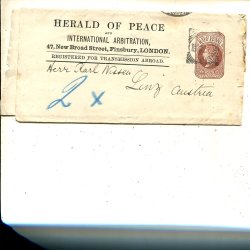 HERALD OF PEACE
AND
INTERNATIONAL ARBITRATION,
47, New Broad Street, Finsbury, LONDON.
REGISTERED FOR TRANSMISSION ABROAD.
Herr Karl
Linz Austria
2 x